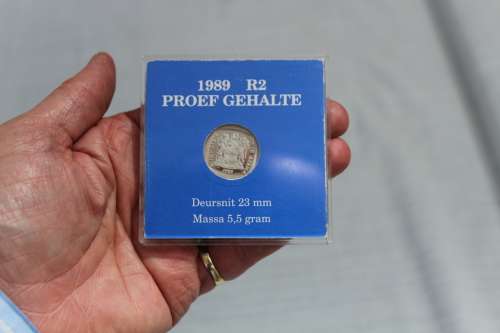 1989 R2
PROEF GEHALTE
Deursnit 23 mm
Massa 5,5 gram